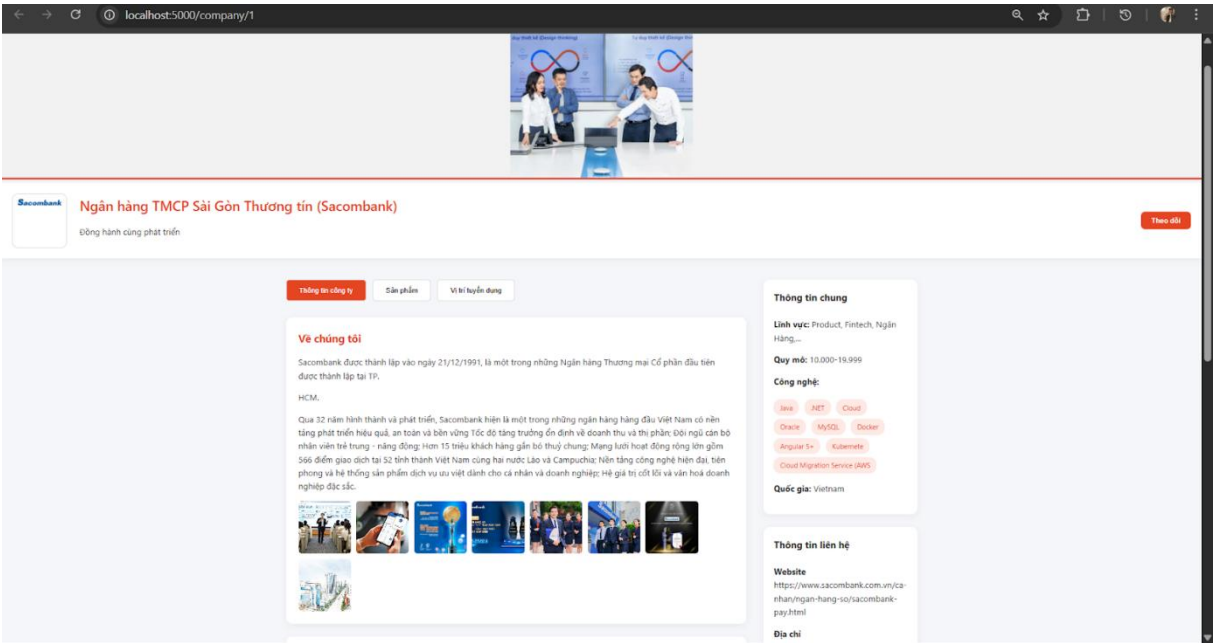 localhost:5000/company/1
Sacombank
Ngân hàng TMCP Sài Gòn Thương tín (Sacombank)
Đồng hành cùng phát triển
Theo dõi
Thông tin công ty
Sản phẩm
Vị trí tuyển dụng
Về chúng tôi
Sacombank được thành lập vào ngày 21/12/1991, là một trong những Ngân hàng Thương mại Cổ phần đầu tiên
được thành lập tại TP.
HCM.
Qua 32 năm hình thành và phát triển, Sacombank hiện là một trong những ngân hàng hàng đầu Việt Nam có nền
tảng phát triển hiệu quả, an toàn và bền vững Tốc độ tăng trưởng ổn định về doanh thu và thị phần; Đội ngũ cán bộ
nhân viên trẻ trung - năng động; Hơn 15 triệu khách hàng gắn bó thuỷ chung; Mạng lưới hoạt động rộng lớn gồm
566 điểm giao dịch tại 52 tỉnh thành Việt Nam cùng hai nước Lào và Campuchia; Nền tảng công nghệ hiện đại, tiên
phong và hệ thống sản phẩm dịch vụ ưu việt dành cho cá nhân và doanh nghiệp; Hệ giá trị cốt lõi và văn hoá doanh
nghiệp đặc sắc.
Thông tin chung
Lĩnh vực: Product, Fintech, Ngân
Hàng,...
Quy mô: 10.000-19.999
Công nghệ:
Java .NET Cloud
Oracle MySQL Docker
Angular 5+ Kubernete
Cloud Migration Service (AWS
Quốc gia: Vietnam
Thông tin liên hệ
Website
https://www.sacombank.com.vn/ca-
nhan/ngan-hang-so/sacombank-
pay.html
Địa chỉ